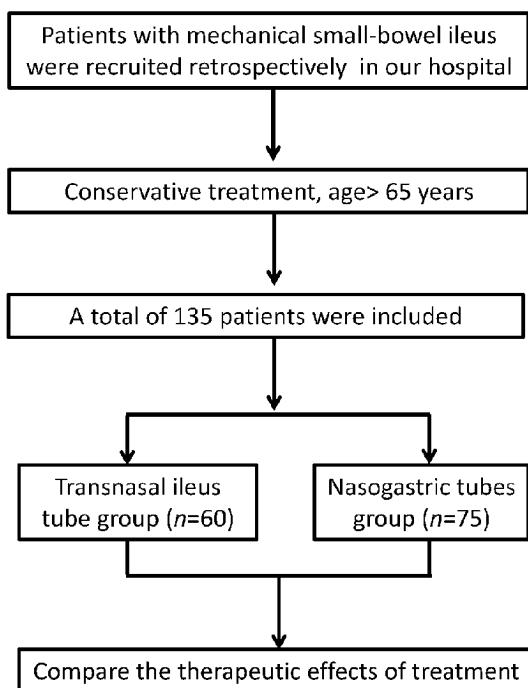 Patients with mechanical small-bowel ileus
were recruited retrospectively in our hospital
Conservative treatment, age> 65 years
A total of 135 patients were included
Transnasal ileus
tube group (n=60)
Nasogastric tubes
group (n=75)
Compare the therapeutic effects of treatment